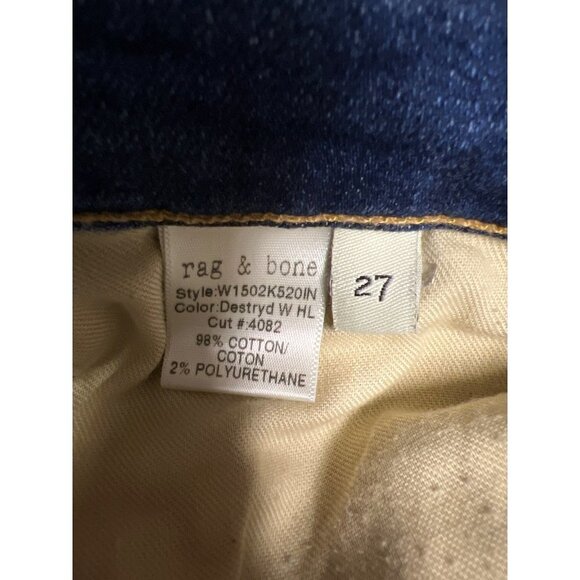 rag & bone
Style:W1502K520IN
Color:Destryd W HL
Cut #:4082
98% COTTON/
COTON
2% POLYURETHANE
27